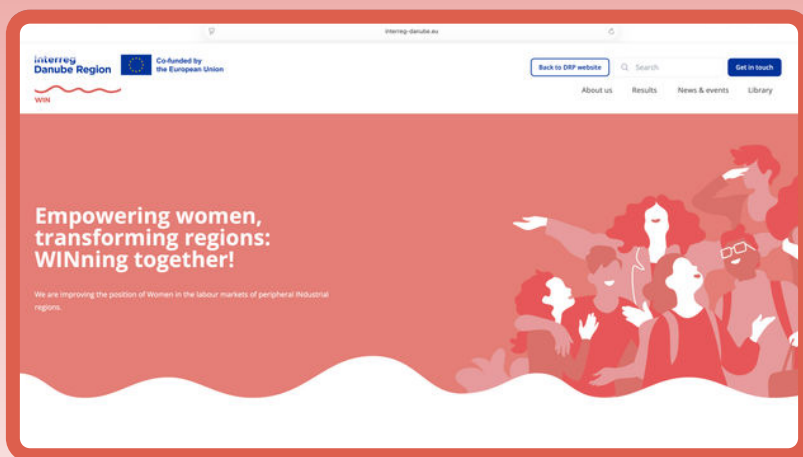 interreg-danube.eu
Interreg
Danube Region
Co-funded by
the European Union
WIN
Back to DRP website
Search
Get in touch
About us
Results
News & events
Library
Empowering women,
transforming regions:
WINning together!
We are improving the position of Women in the labour markets of peripheral INdustrial
regions.